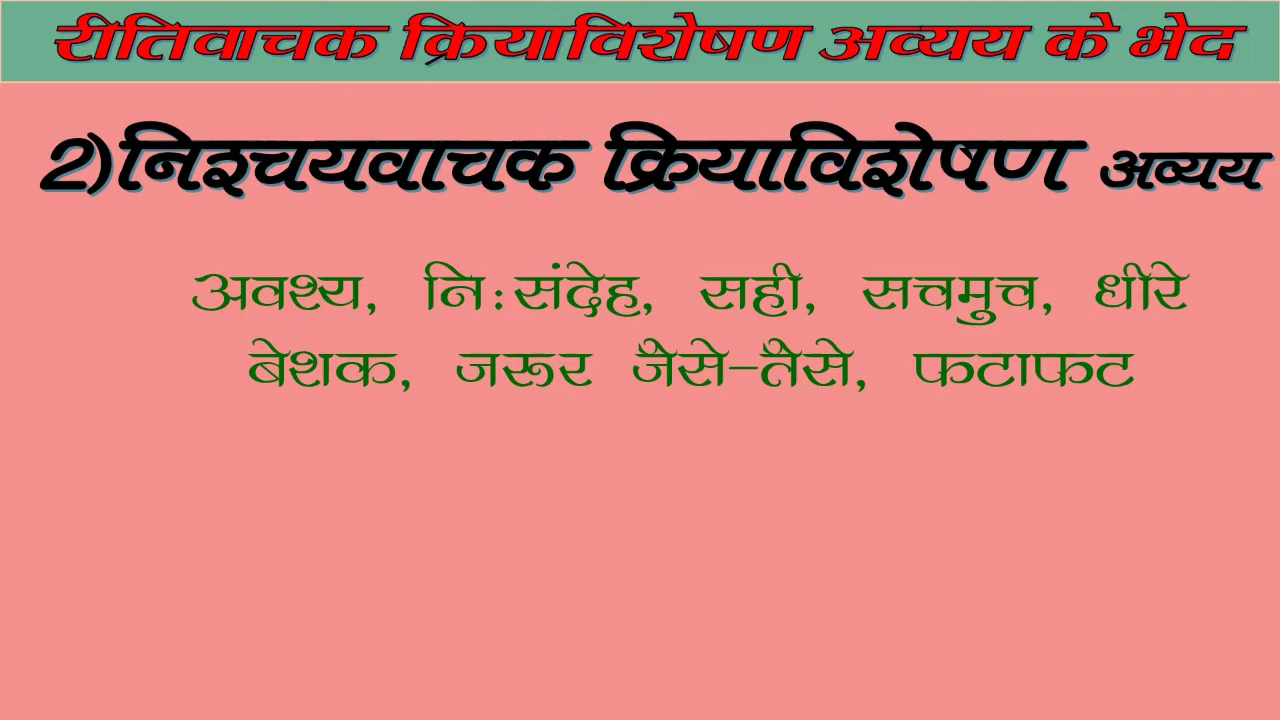 रीतिवाचक क्रियाविशेषण अव्यय के भेद
2)निश्चयवाचक क्रियाविशेषण अव्यय
अवश्य, नि:संदेह, सही, सचमुच, धीरे
बेशक, जरूर जैसे-तैसे, फटाफट